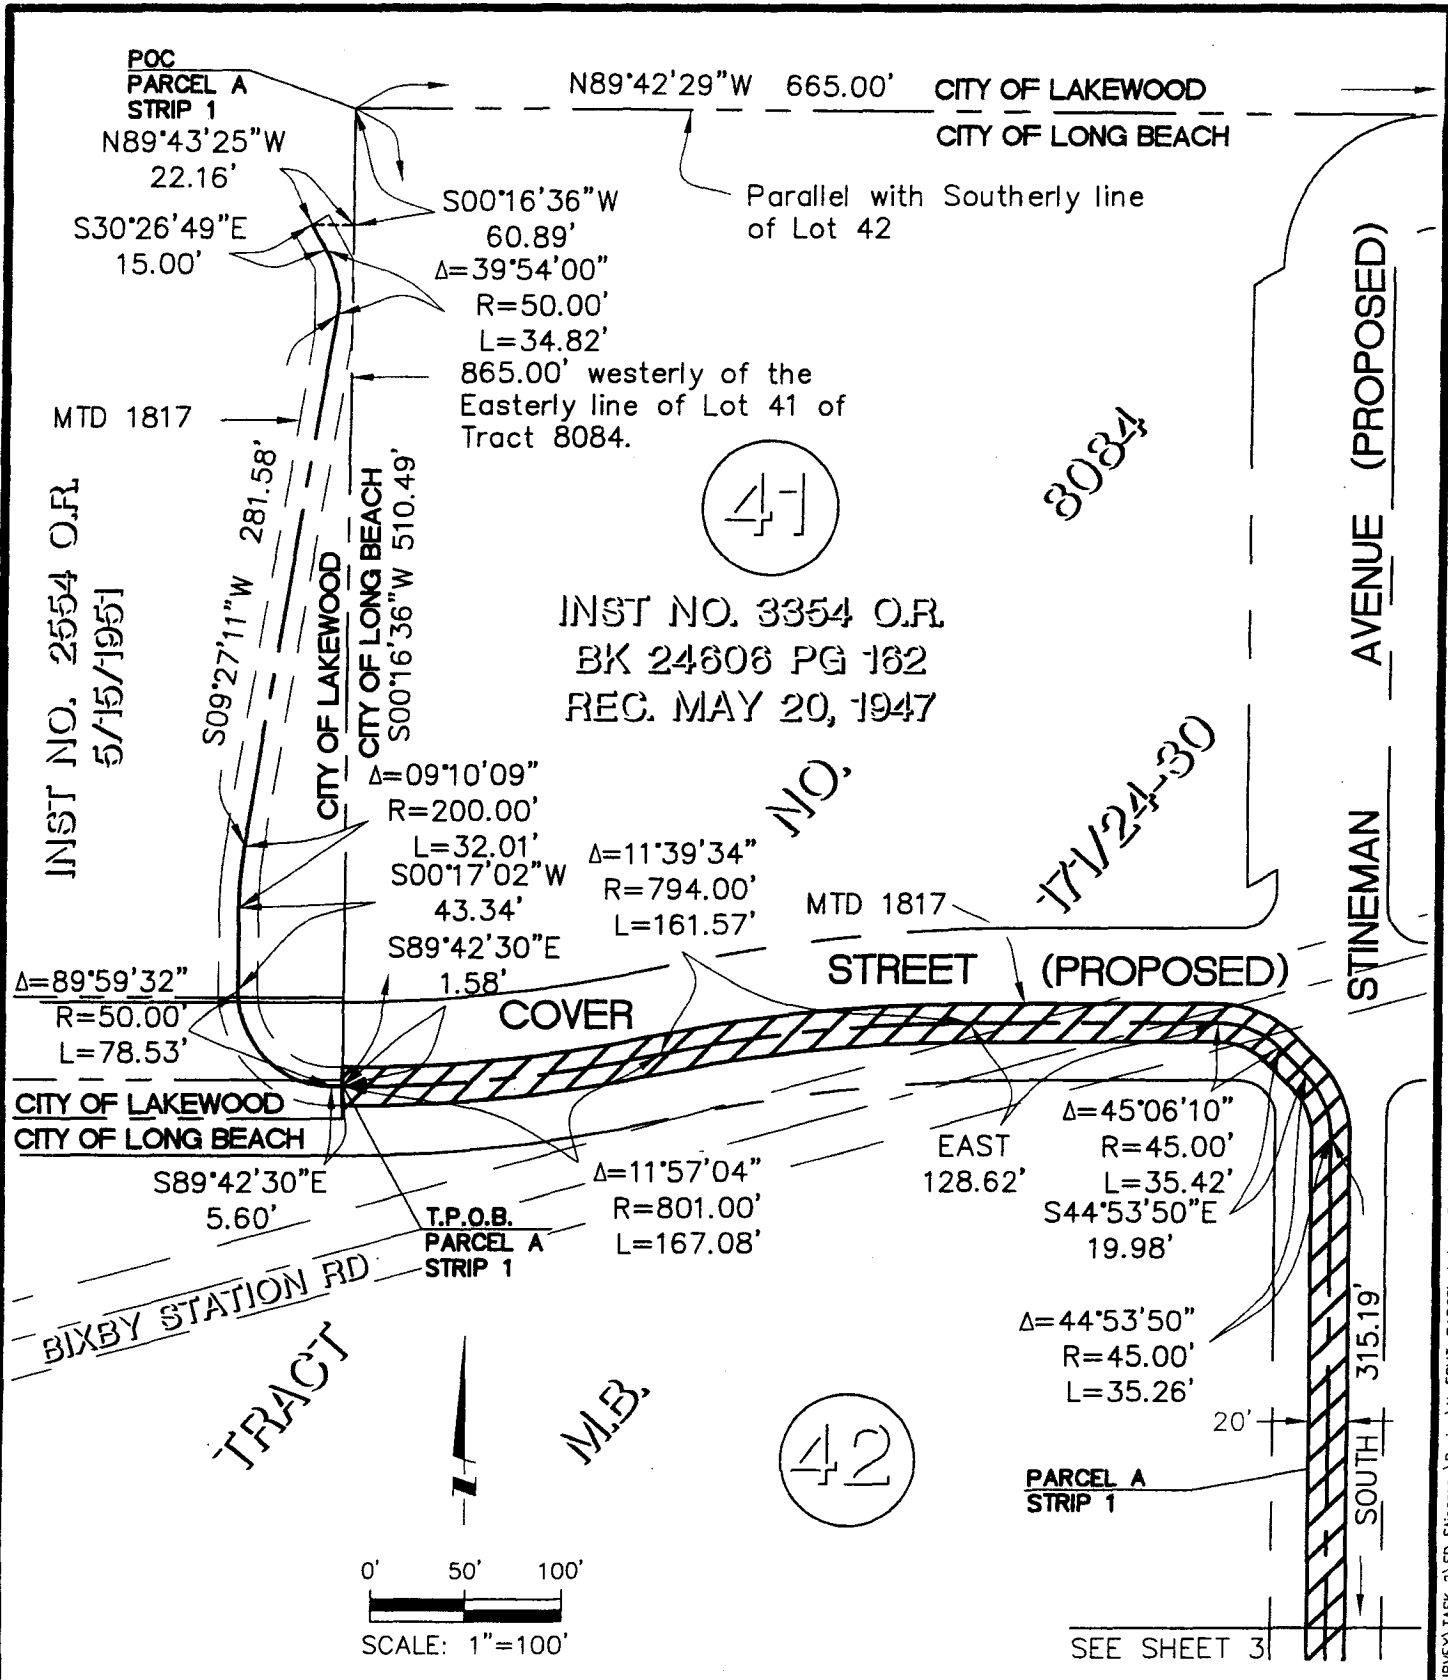 POC
PARCEL A
STRIP 1
N89°43'25"W
22.16'
S30°26'49"E
15.00'
N89°42'29"W 665.00'
CITY OF LAKEWOOD
CITY OF LONG BEACH
Parallel with Southerly line
of Lot 42
S00°16'36"W
60.89'
Δ=39°54'00"
R=50.00'
L=34.82'
865.00' westerly of the
Easterly line of Lot 41 of
Tract 8084.
MTD 1817
INST NO. 2554 O.R.
5/15/1951
S09°27'11"W 281.58'
CITY OF LAKEWOOD
CITY OF LONG BEACH
S00°16'36"W 510.49'
41
INST NO. 3354 O.R.
BK 24606 PG 162
REC. MAY 20, 1947
8084
NO.
171/24-30
STINEMAN AVENUE (PROPOSED)
Δ=09°10'09"
R=200.00'
L=32.01'
S00°17'02"W
43.34'
S89°42'30"E
1.58'
Δ=11°39'34"
R=794.00'
L=161.57'
MTD 1817
COVER STREET (PROPOSED)
Δ=89°59'32"
R=50.00'
L=78.53'
CITY OF LAKEWOOD
CITY OF LONG BEACH
S89°42'30"E
5.60'
T.P.O.B.
PARCEL A
STRIP 1
Δ=11°57'04"
R=801.00'
L=167.08'
EAST
128.62'
Δ=45°06'10"
R=45.00'
L=35.42'
S44°53'50"E
19.98'
Δ=44°53'50"
R=45.00'
L=35.26'
BIXBY STATION RD
TRACT
M.B.
42
20'
PARCEL A
STRIP 1
SOUTH 315.19'
0' 50' 100'
SCALE: 1"=100'
SEE SHEET 3